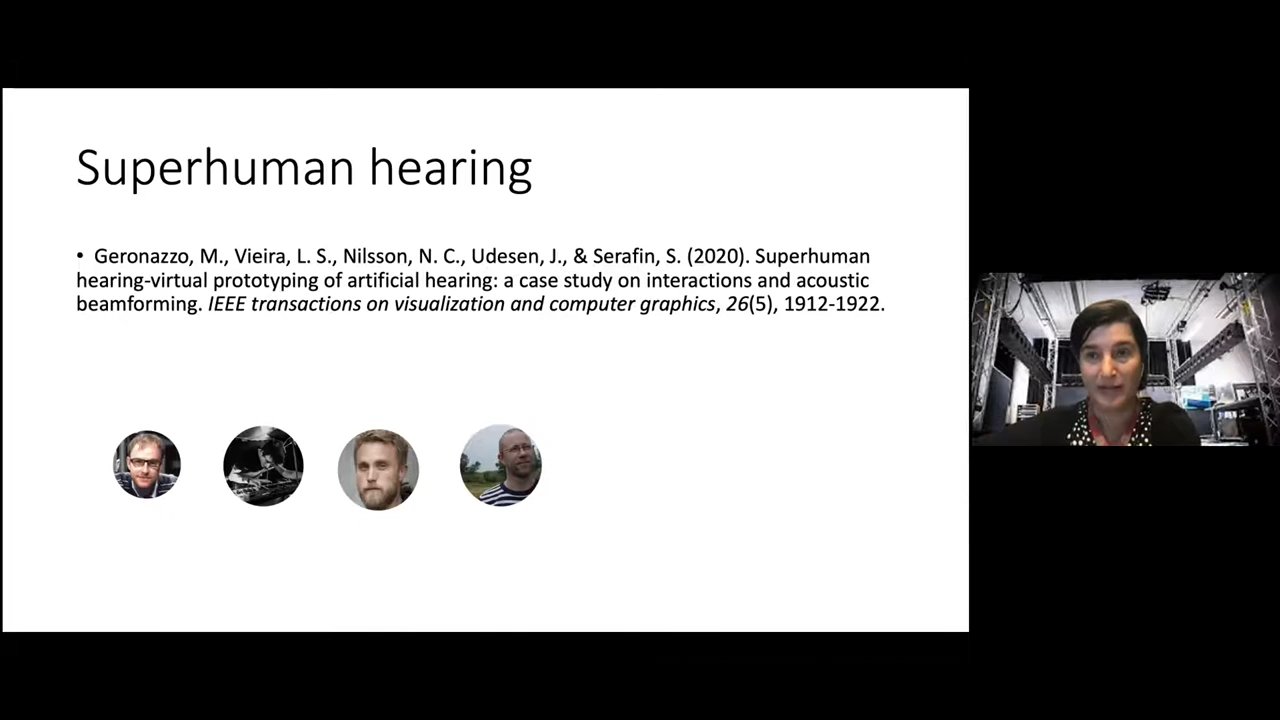 Superhuman hearing
• Geronazzo, M., Vieira, L. S., Nilsson, N. C., Udesen, J., & Serafin, S. (2020). Superhuman
hearing-virtual prototyping of artificial hearing: a case study on interactions and acoustic
beamforming. IEEE transactions on visualization and computer graphics, 26(5), 1912-1922.